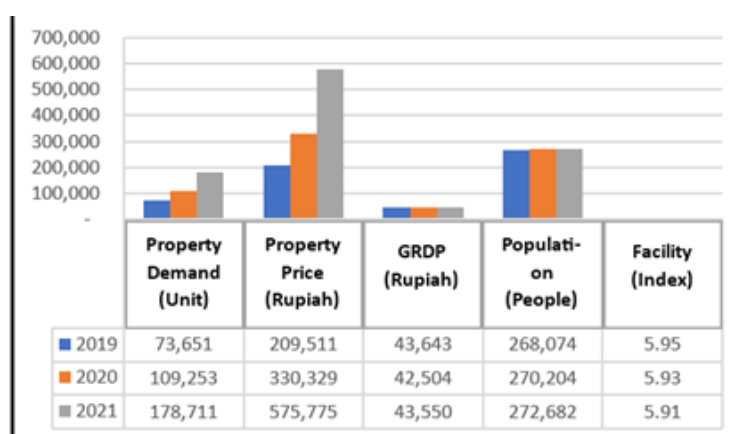 700,000
600,000
500,000
400,000
300,000
200,000
100,000
-
Property Demand (Unit) Property Price (Rupiah) GRDP (Rupiah) Populati-on (People) Facility (Index)
2019 73,651 209,511 43,643 268,074 5.95
2020 109,253 330,329 42,504 270,204 5.93
2021 178,711 575,775 43,550 272,682 5.91